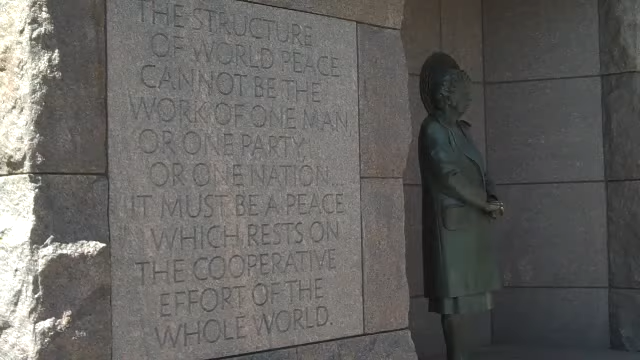 THE STRUCTURE
OF WORLD PEACE
CANNOT BE THE
WORK OF ONE MAN,
OR ONE PARTY,
OR ONE NATION...
IT MUST BE A PEACE
WHICH RESTS ON
THE COOPERATIVE
EFFORT OF THE
WHOLE WORLD.